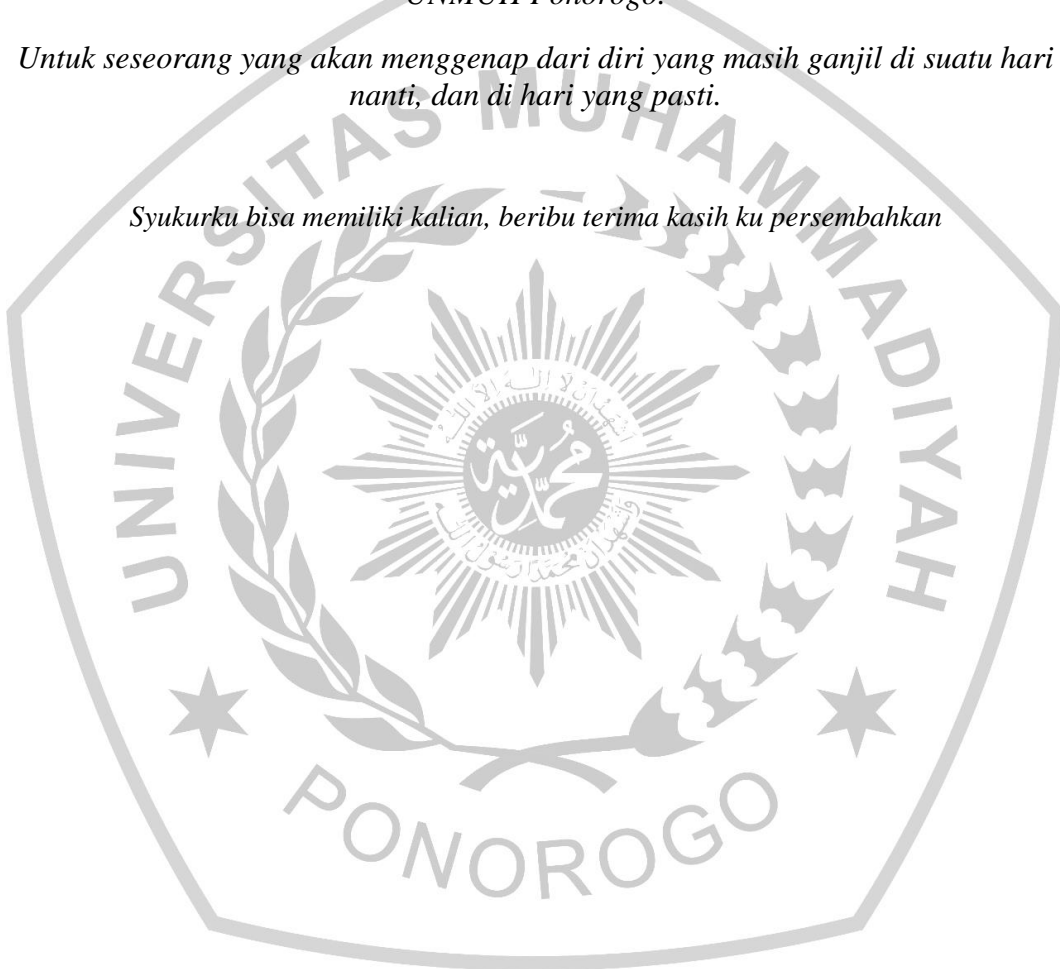 UNMUH Ponorogo.
Untuk seseorang yang akan menggenap dari diri yang masih ganjil di suatu hari
nanti, dan di hari yang pasti.
Syukurku bisa memiliki kalian, beribu terima kasih ku persembahkan
UNIVERSITAS MUHAMMADIYAH
PONOROGO